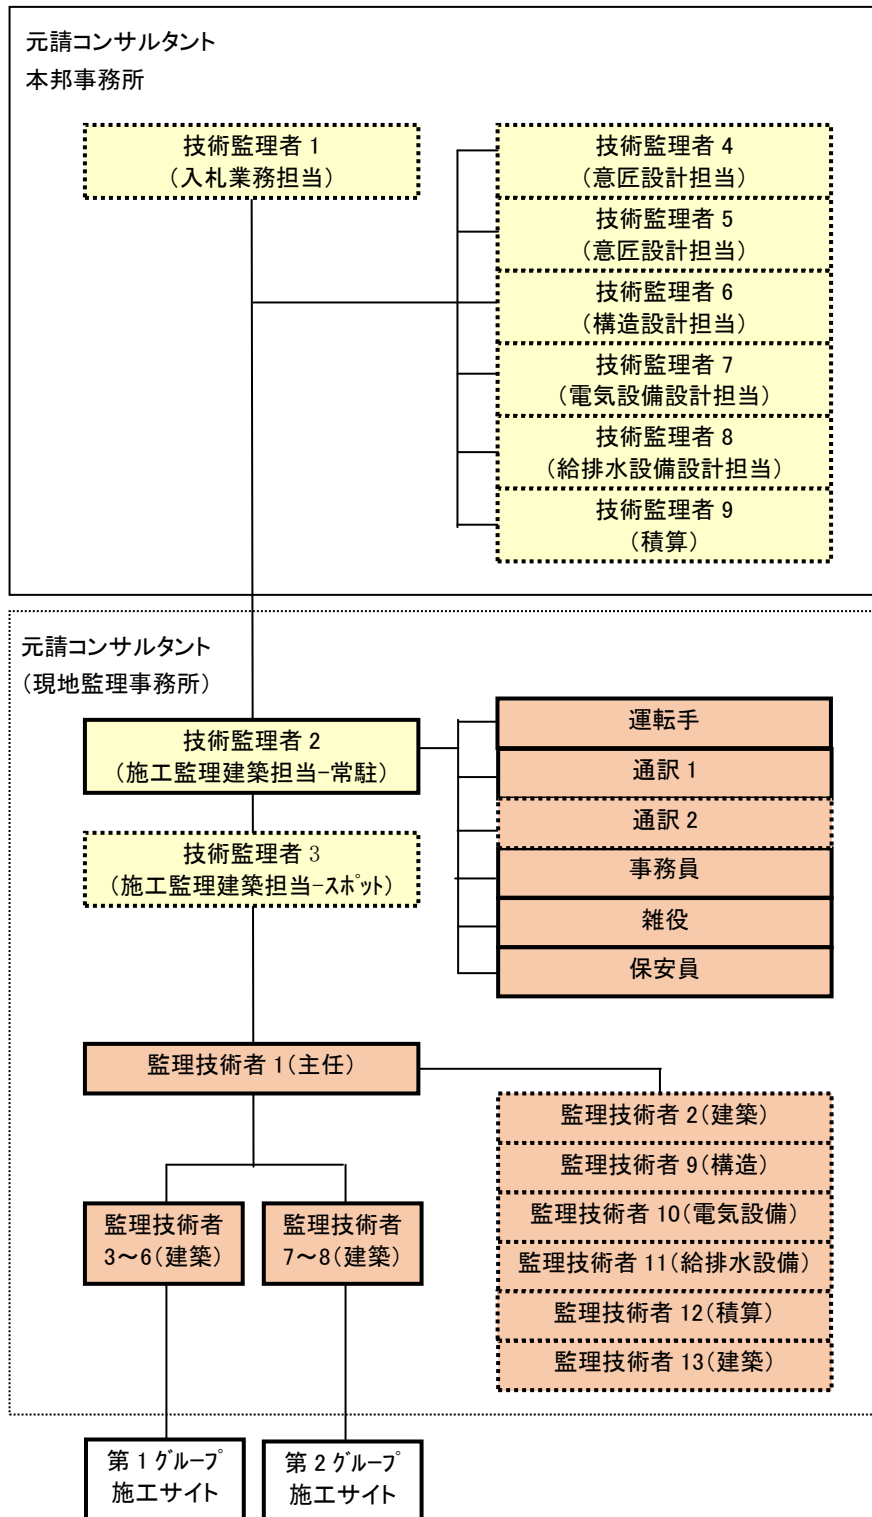 元請コンサルタント
本邦事務所
技術監理者 1
(入札業務担当)
技術監理者 4
(意匠設計担当)
技術監理者 5
(意匠設計担当)
技術監理者 6
(構造設計担当)
技術監理者 7
(電気設備設計担当)
技術監理者 8
(給排水設備設計担当)
技術監理者 9
(積算)
元請コンサルタント
(現地監理事務所)
技術監理者 2
(施工監理建築担当-常駐)
技術監理者 3
(施工監理建築担当-スポット)
運転手
通訳 1
通訳 2
事務員
雑役
保安員
監理技術者 1(主任)
監理技術者 2(建築)
監理技術者 9(構造)
監理技術者 10(電気設備)
監理技術者 11(給排水設備)
監理技術者 12(積算)
監理技術者 13(建築)
監理技術者
3～6(建築)
監理技術者
7～8(建築)
第 1 グループ
施工サイト
第 2 グループ
施工サイト